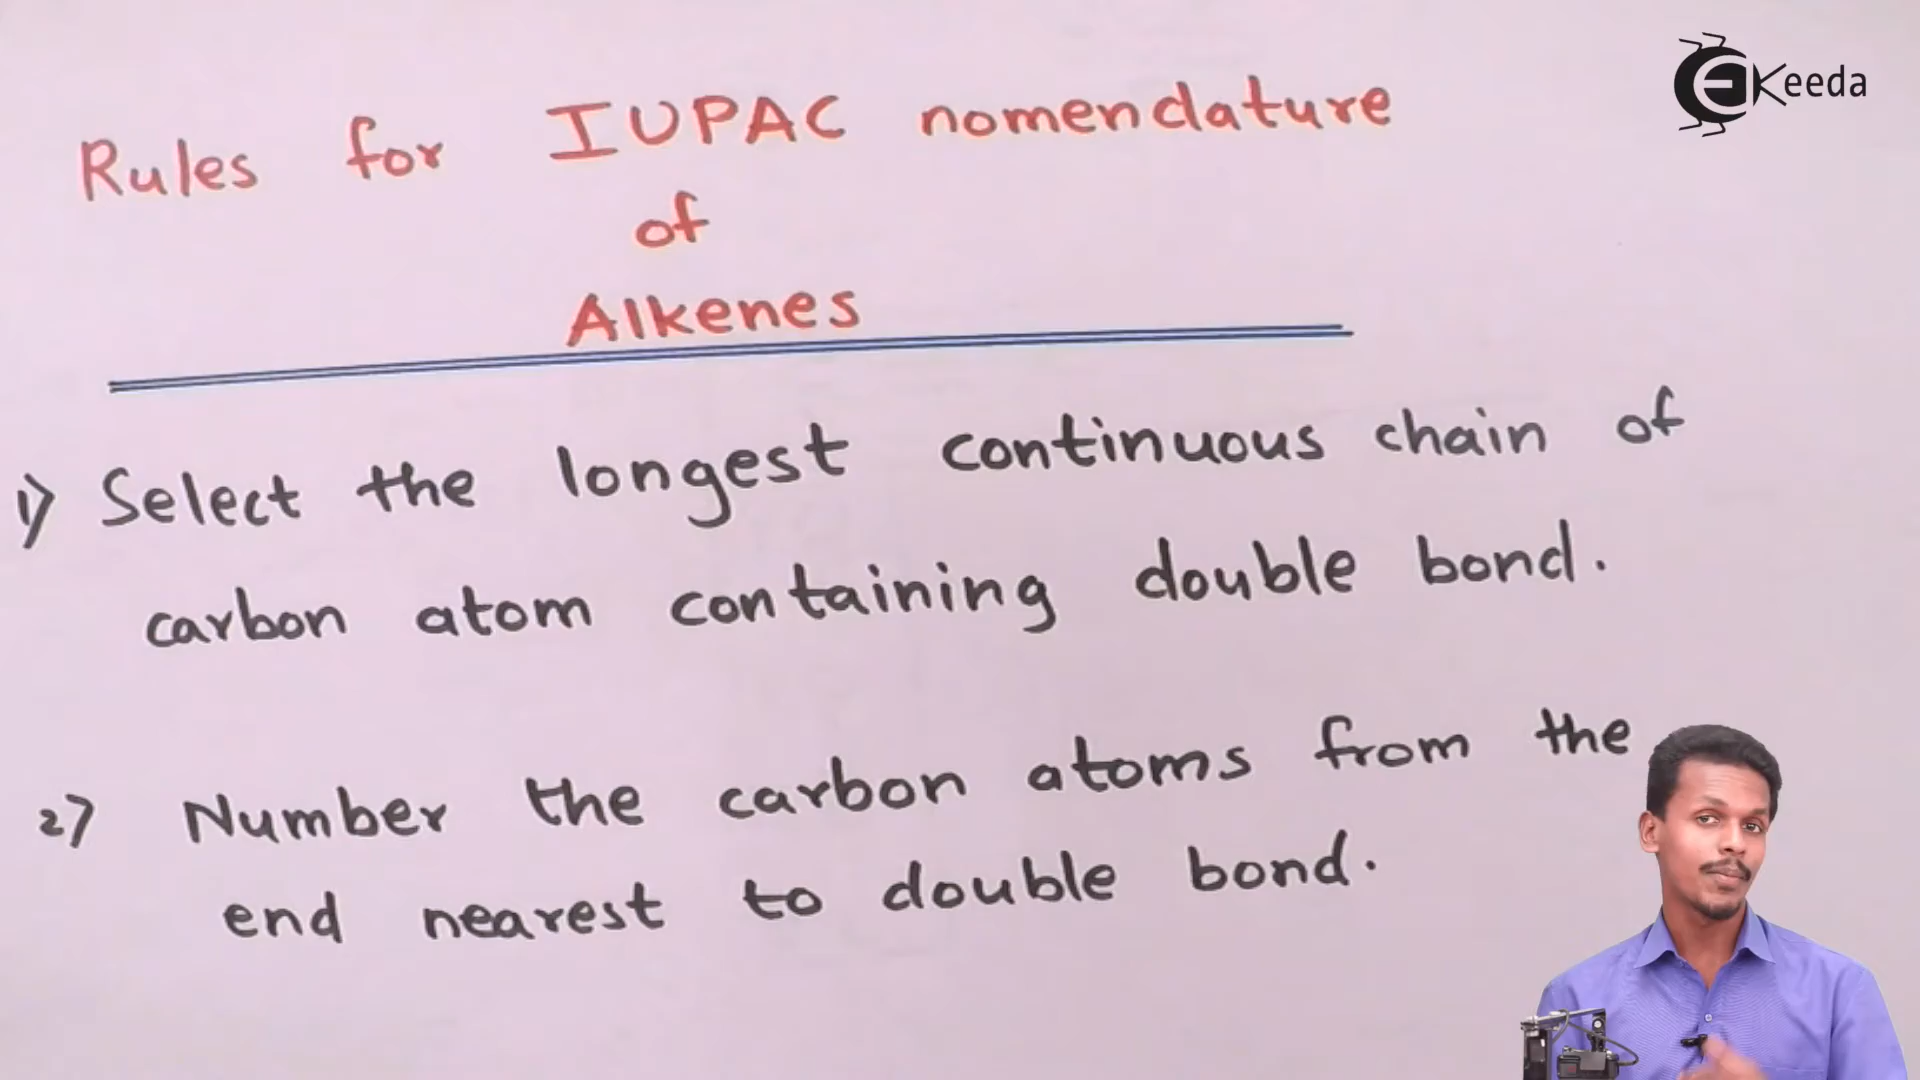 Rules for IUPAC nomenclature
of
Alkenes
1) Select the longest continuous chain of
carbon atom containing double bond.
2) Number the carbon atoms from the
end nearest to double bond.
EKeeda